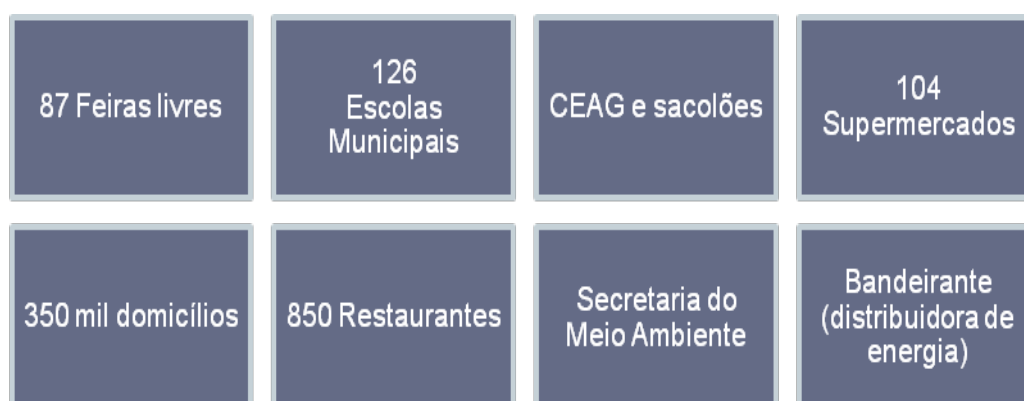 87 Feiras livres
126
Escolas
Municipais
CEAG e sacolões
104
Supermercados
350 mil domicílios
850 Restaurantes
Secretaria do
Meio Ambiente
Bandeirante
(distribuidora de
energia)